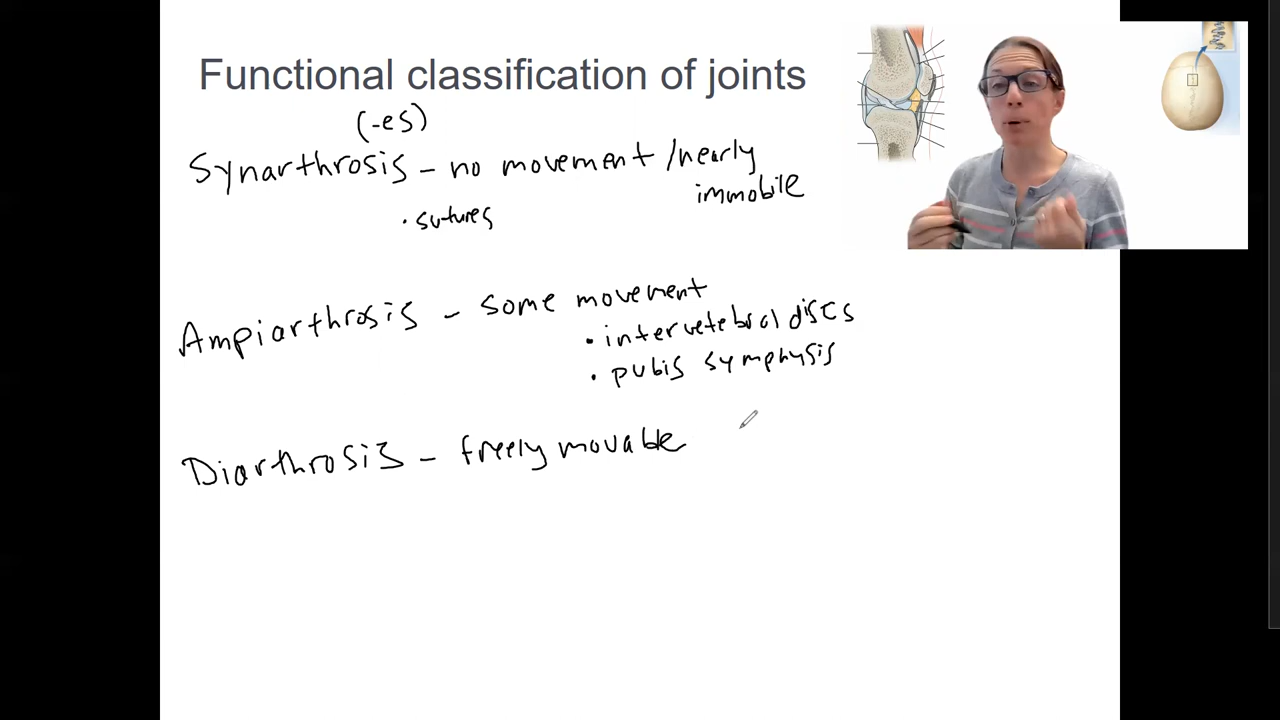 Functional classification of joints
(-es)
Synarthrosis – no movement /nearly
immobile
• sutures
Ampiarthrosis – some movement
• intervetebral discs
• pubis symphysis
Diarthrosis – freely movable